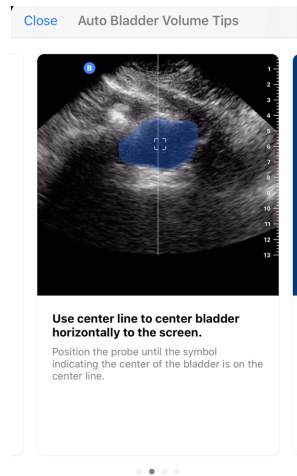 Close Auto Bladder Volume Tips
B
1
2
3
4
5
6
7
8
9
10
11
12
13
Use center line to center bladder
horizontally to the screen.
Position the probe until the symbol
indicating the center of the bladder is on the
center line.